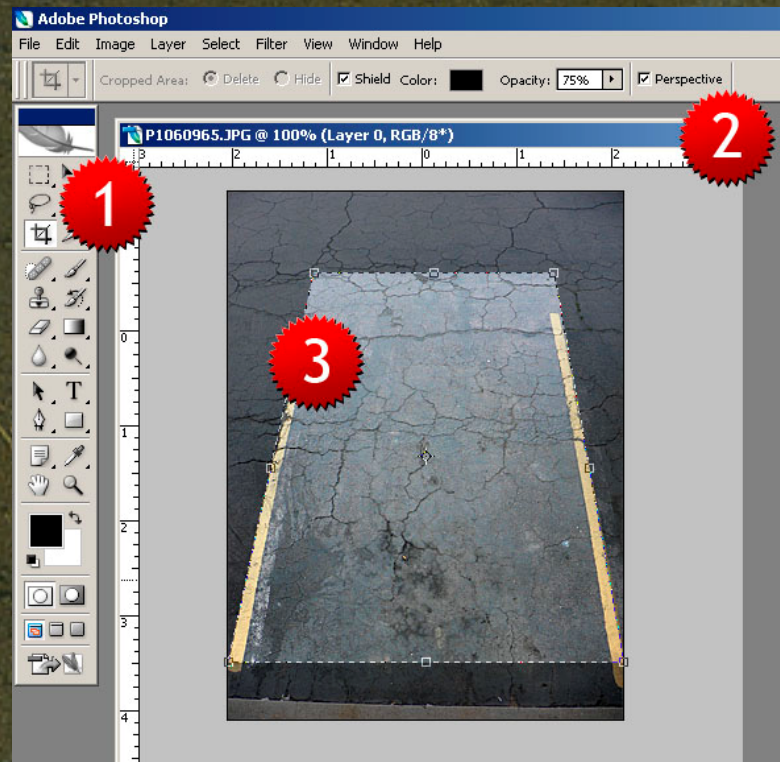 Adobe Photoshop
File Edit Image Layer Select Filter View Window Help
Cropped Area: Delete Hide Shield Color: Opacity: 75% Perspective
P1060965.JPG @ 100% (Layer 0, RGB/8*)
3 2 1 0 1 2
2
1
3
0
1
2
3
4
T